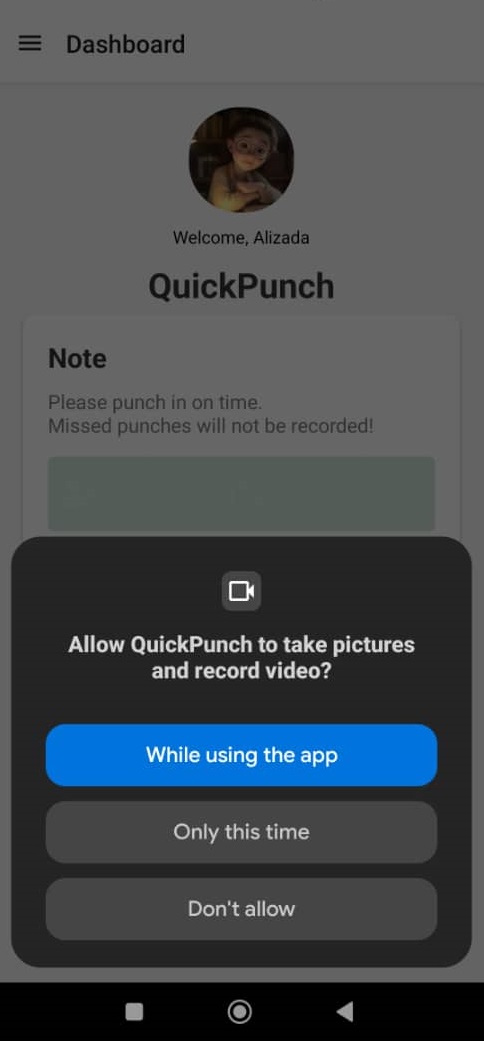 Dashboard
Welcome, Alizada
QuickPunch
Note
Please punch in on time.
Missed punches will not be recorded!
Allow QuickPunch to take pictures
and record video?
While using the app
Only this time
Don't allow